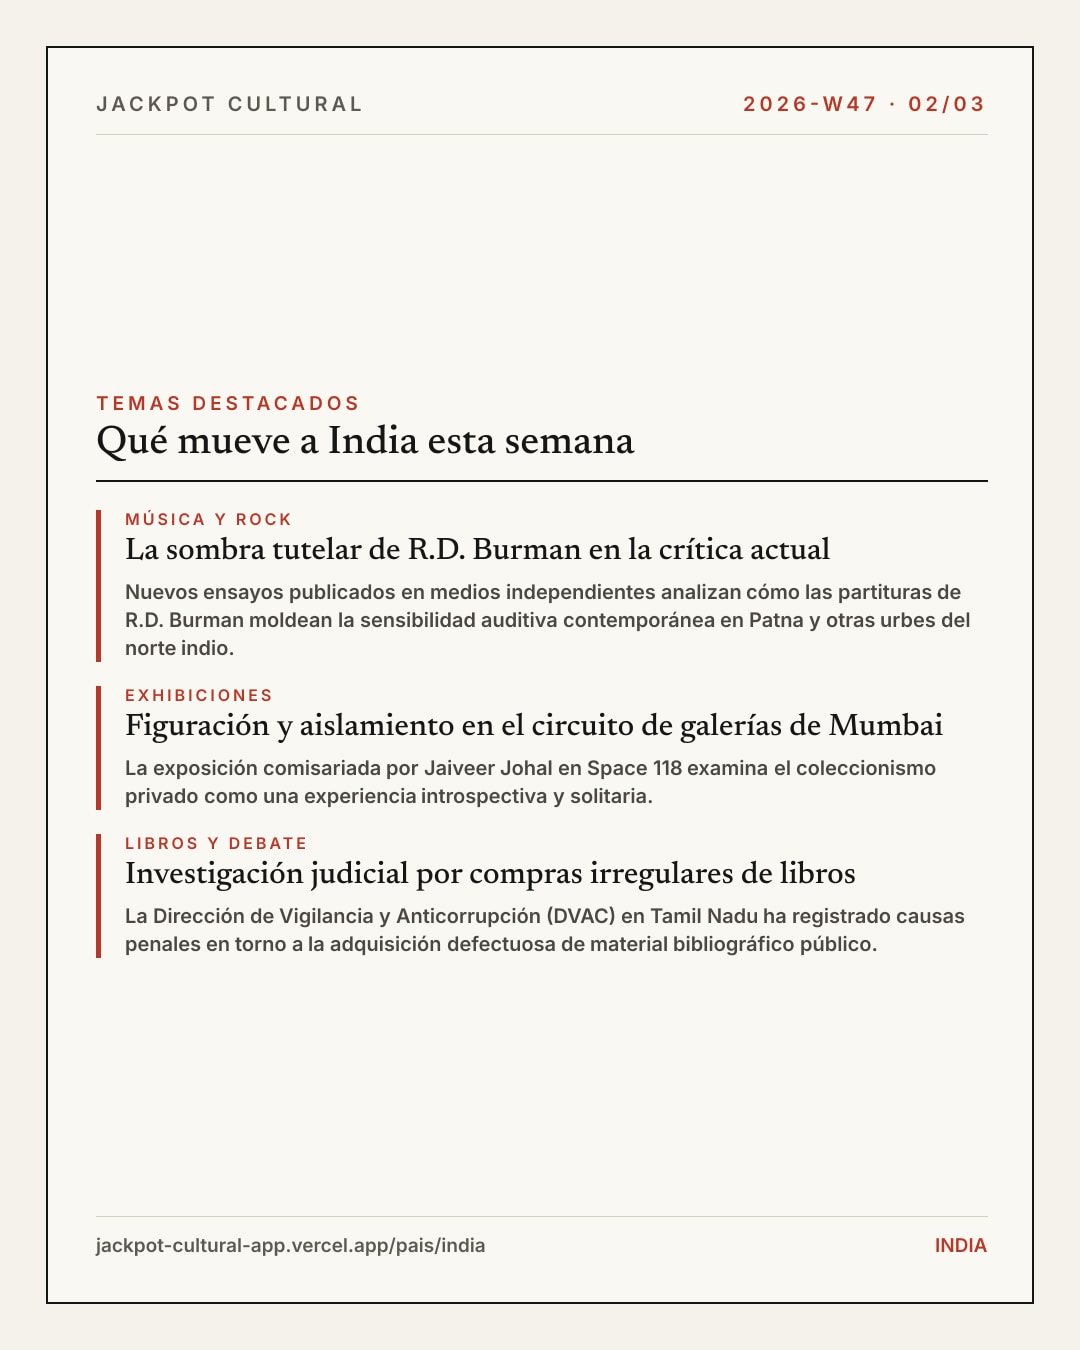 JACKPOT CULTURAL
2026-W47 · 02/03
TEMAS DESTACADOS
Qué mueve a India esta semana
MÚSICA Y ROCK
La sombra tutelar de R.D. Burman en la crítica actual
Nuevos ensayos publicados en medios independientes analizan cómo las partituras de
R.D. Burman moldean la sensibilidad auditiva contemporánea en Patna y otras urbes del
norte indio.
EXHIBICIONES
Figuración y aislamiento en el circuito de galerías de Mumbai
La exposición comisariada por Jaiveer Johal en Space 118 examina el coleccionismo
privado como una experiencia introspectiva y solitaria.
LIBROS Y DEBATE
Investigación judicial por compras irregulares de libros
La Dirección de Vigilancia y Anticorrupción (DVAC) en Tamil Nadu ha registrado causas
penales en torno a la adquisición defectuosa de material bibliográfico público.
jackpot-cultural-app.vercel.app/pais/india
INDIA